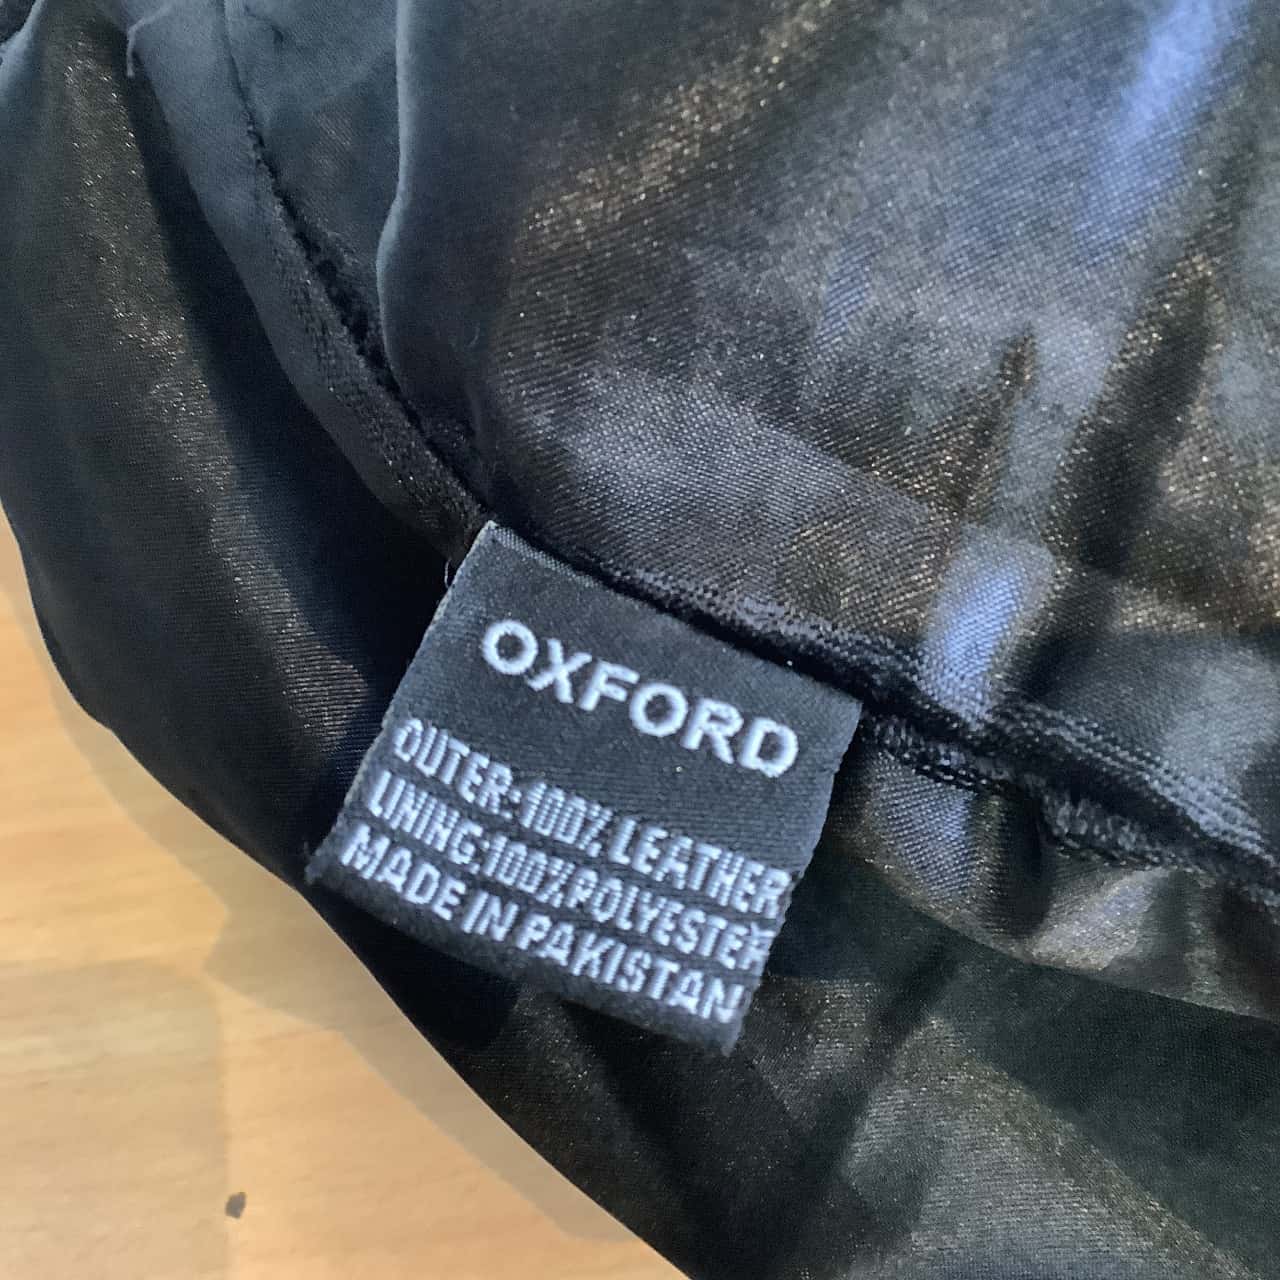 OXFORD
OUTER:100% LEATHER
LINING:100%POLYESTER
MADE IN PAKISTAN